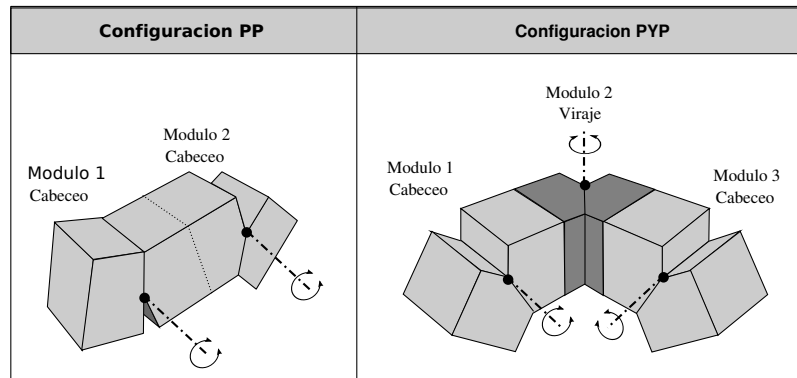 Configuracion PP
Configuracion PYP
Modulo 1
Cabeceo
Modulo 2
Cabeceo
Modulo 1
Cabeceo
Modulo 2
Viraje
Modulo 3
Cabeceo